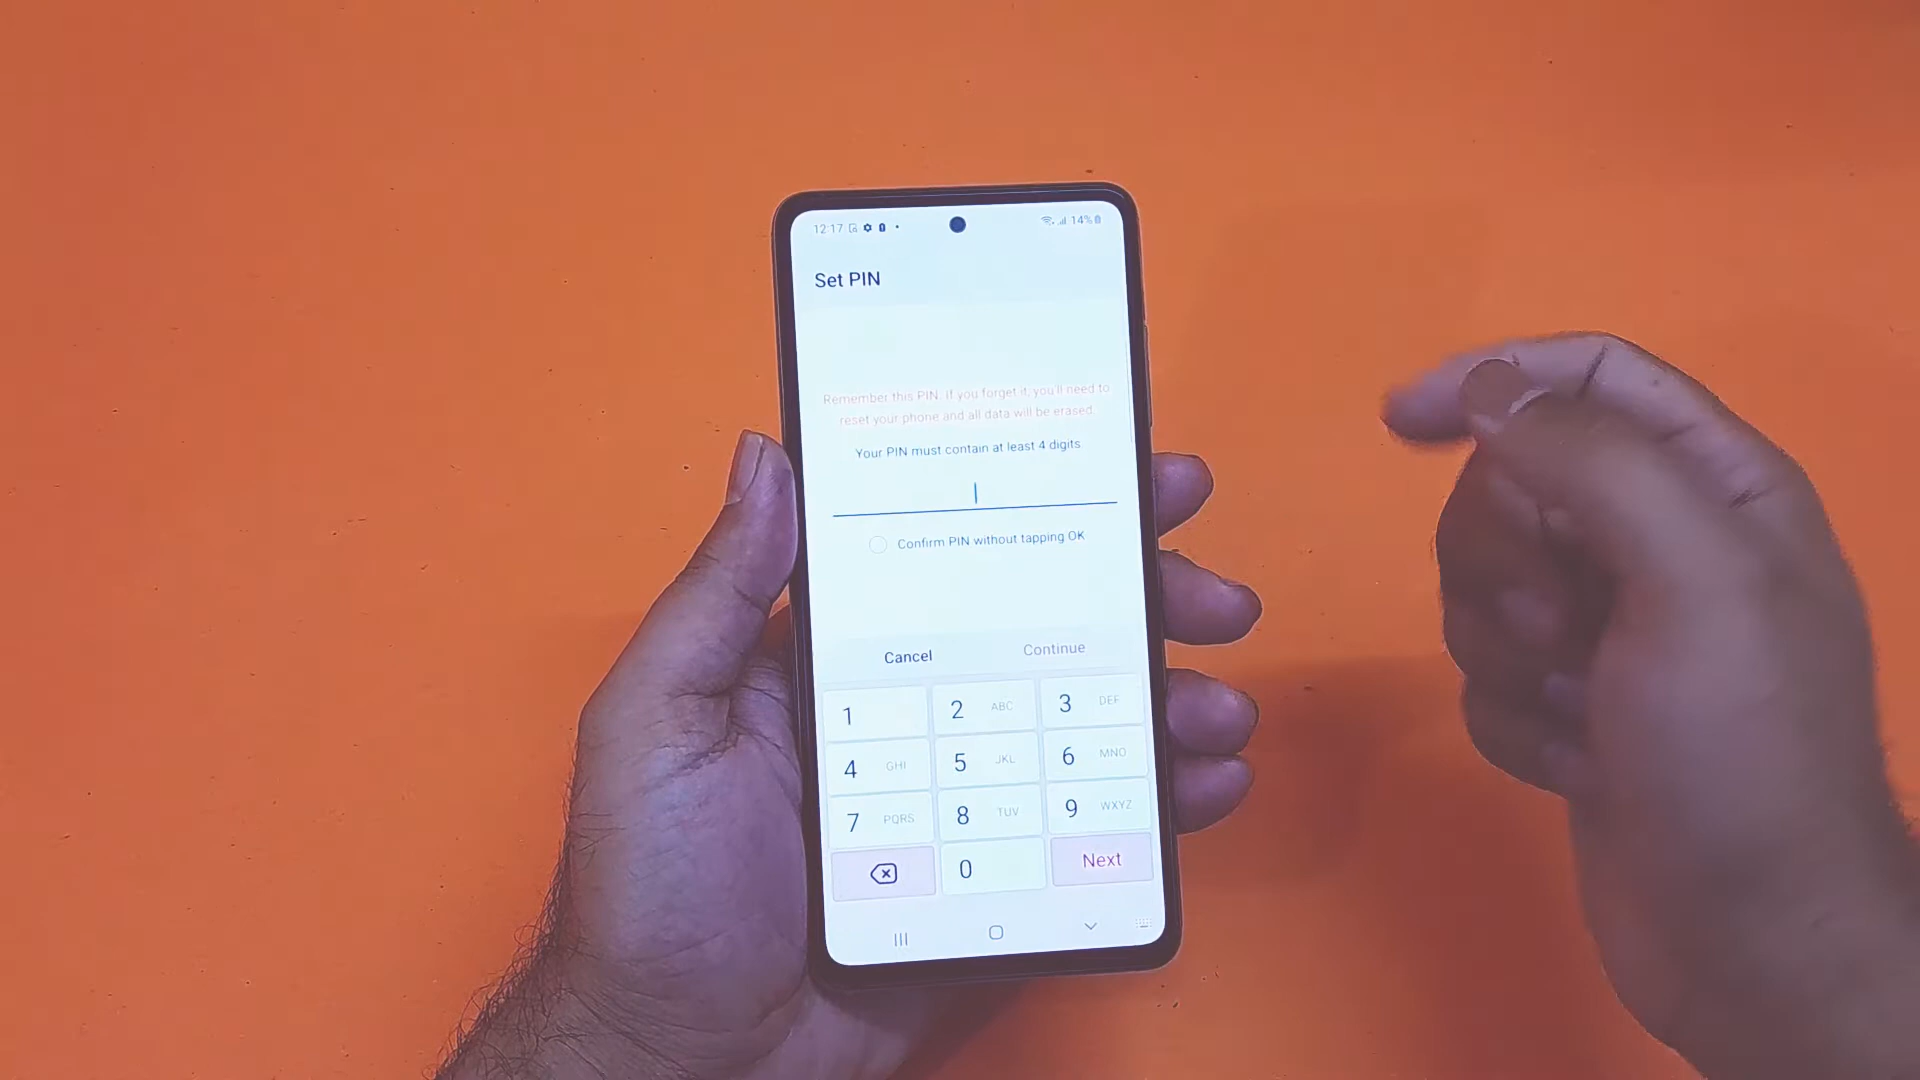 12:17 14%
Set PIN
Remember this PIN. If you forget it, you'll need to
reset your phone and all data will be erased.
Your PIN must contain at least 4 digits
Confirm PIN without tapping OK
Cancel Continue
1 2 ABC 3 DEF
4 GHI 5 JKL 6 MNO
7 PQRS 8 TUV 9 WXYZ
0 Next